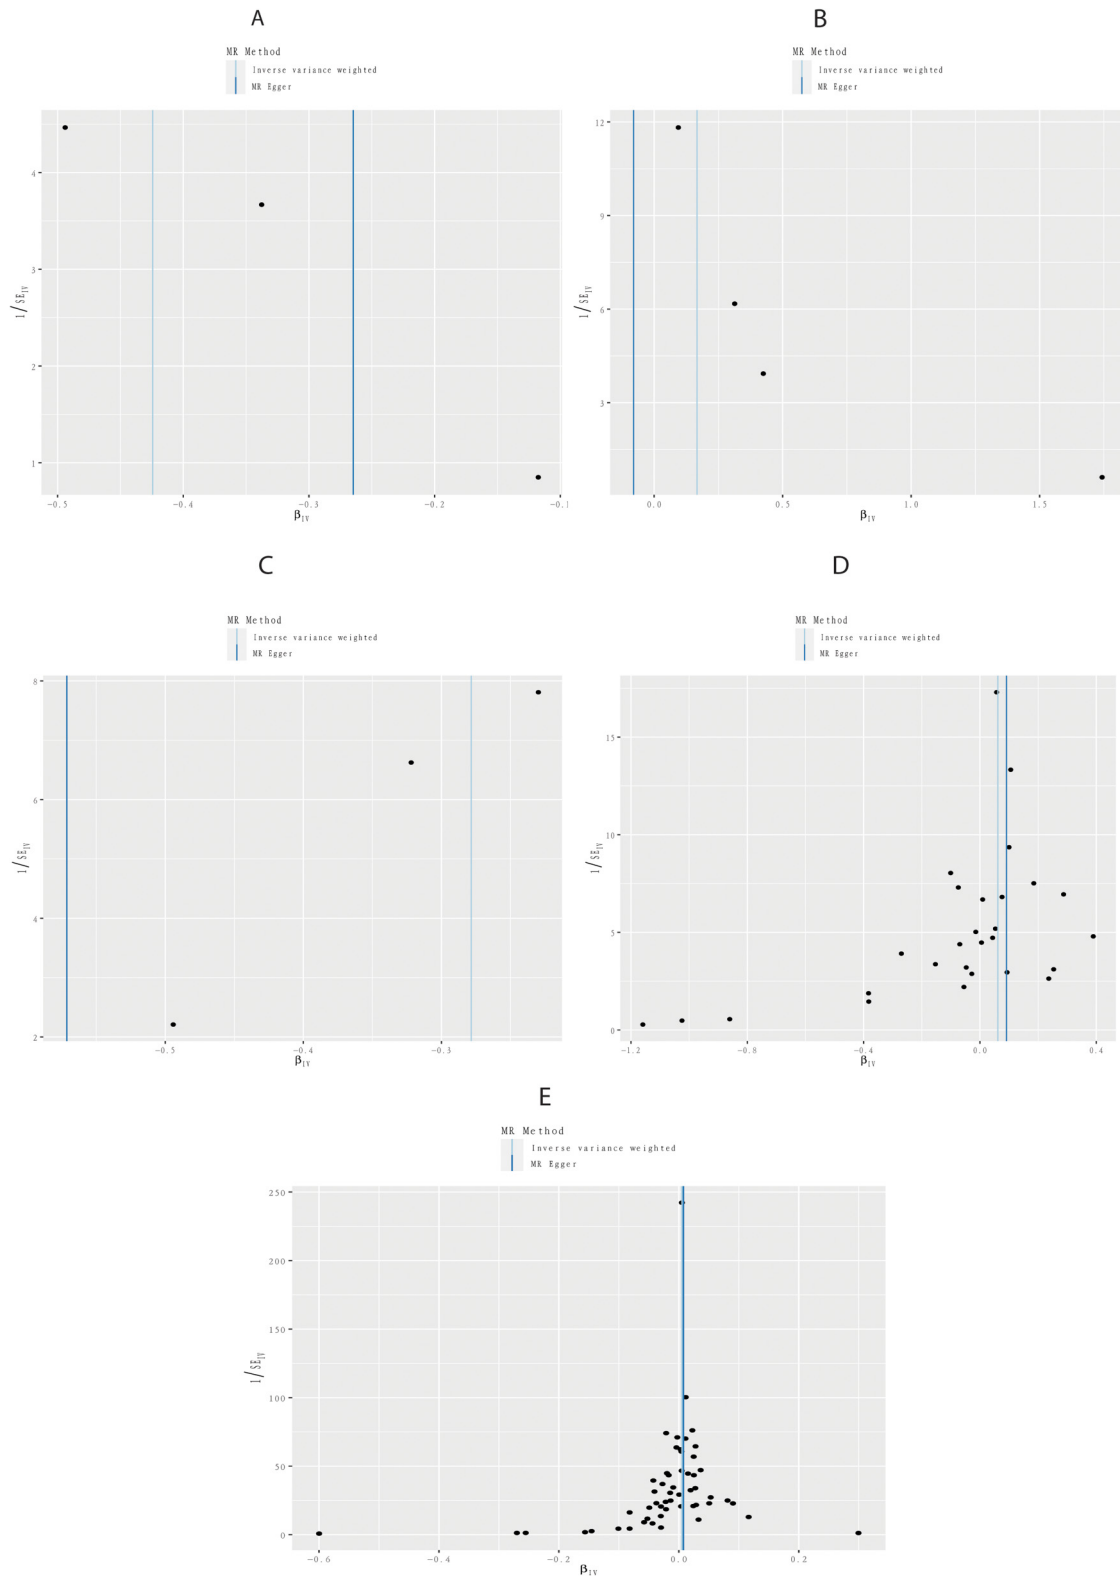 A
MR Method
Inverse variance weighted
MR Egger
4
3
2
1
1/SE_IV
−0.5 −0.4 −0.3 −0.2 −0.1
β_IV
B
MR Method
Inverse variance weighted
MR Egger
12
9
6
3
1/SE_IV
0.0 0.5 1.0 1.5
β_IV
C
MR Method
Inverse variance weighted
MR Egger
8
6
4
2
1/SE_IV
−0.5 −0.4 −0.3
β_IV
D
MR Method
Inverse variance weighted
MR Egger
15
10
5
0
1/SE_IV
−1.2 −0.8 −0.4 0.0 0.4
β_IV
E
MR Method
Inverse variance weighted
MR Egger
250
200
150
100
50
0
1/SE_IV
−0.6 −0.4 −0.2 0.0 0.2
β_IV